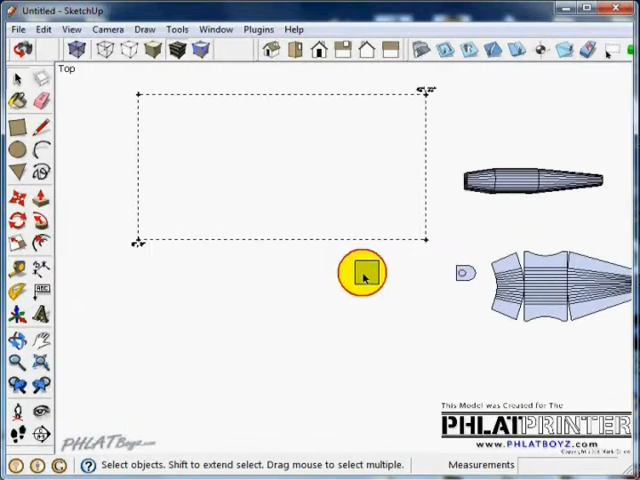 Untitled - SketchUp
File Edit View Camera Draw Tools Window Plugins Help
Top
ABC
This Model was Created For The
PHLATPRINTER
www.PHLATBOYZ.com
PHLATBoyz.com
Select objects. Shift to extend select. Drag mouse to select multiple.
Measurements